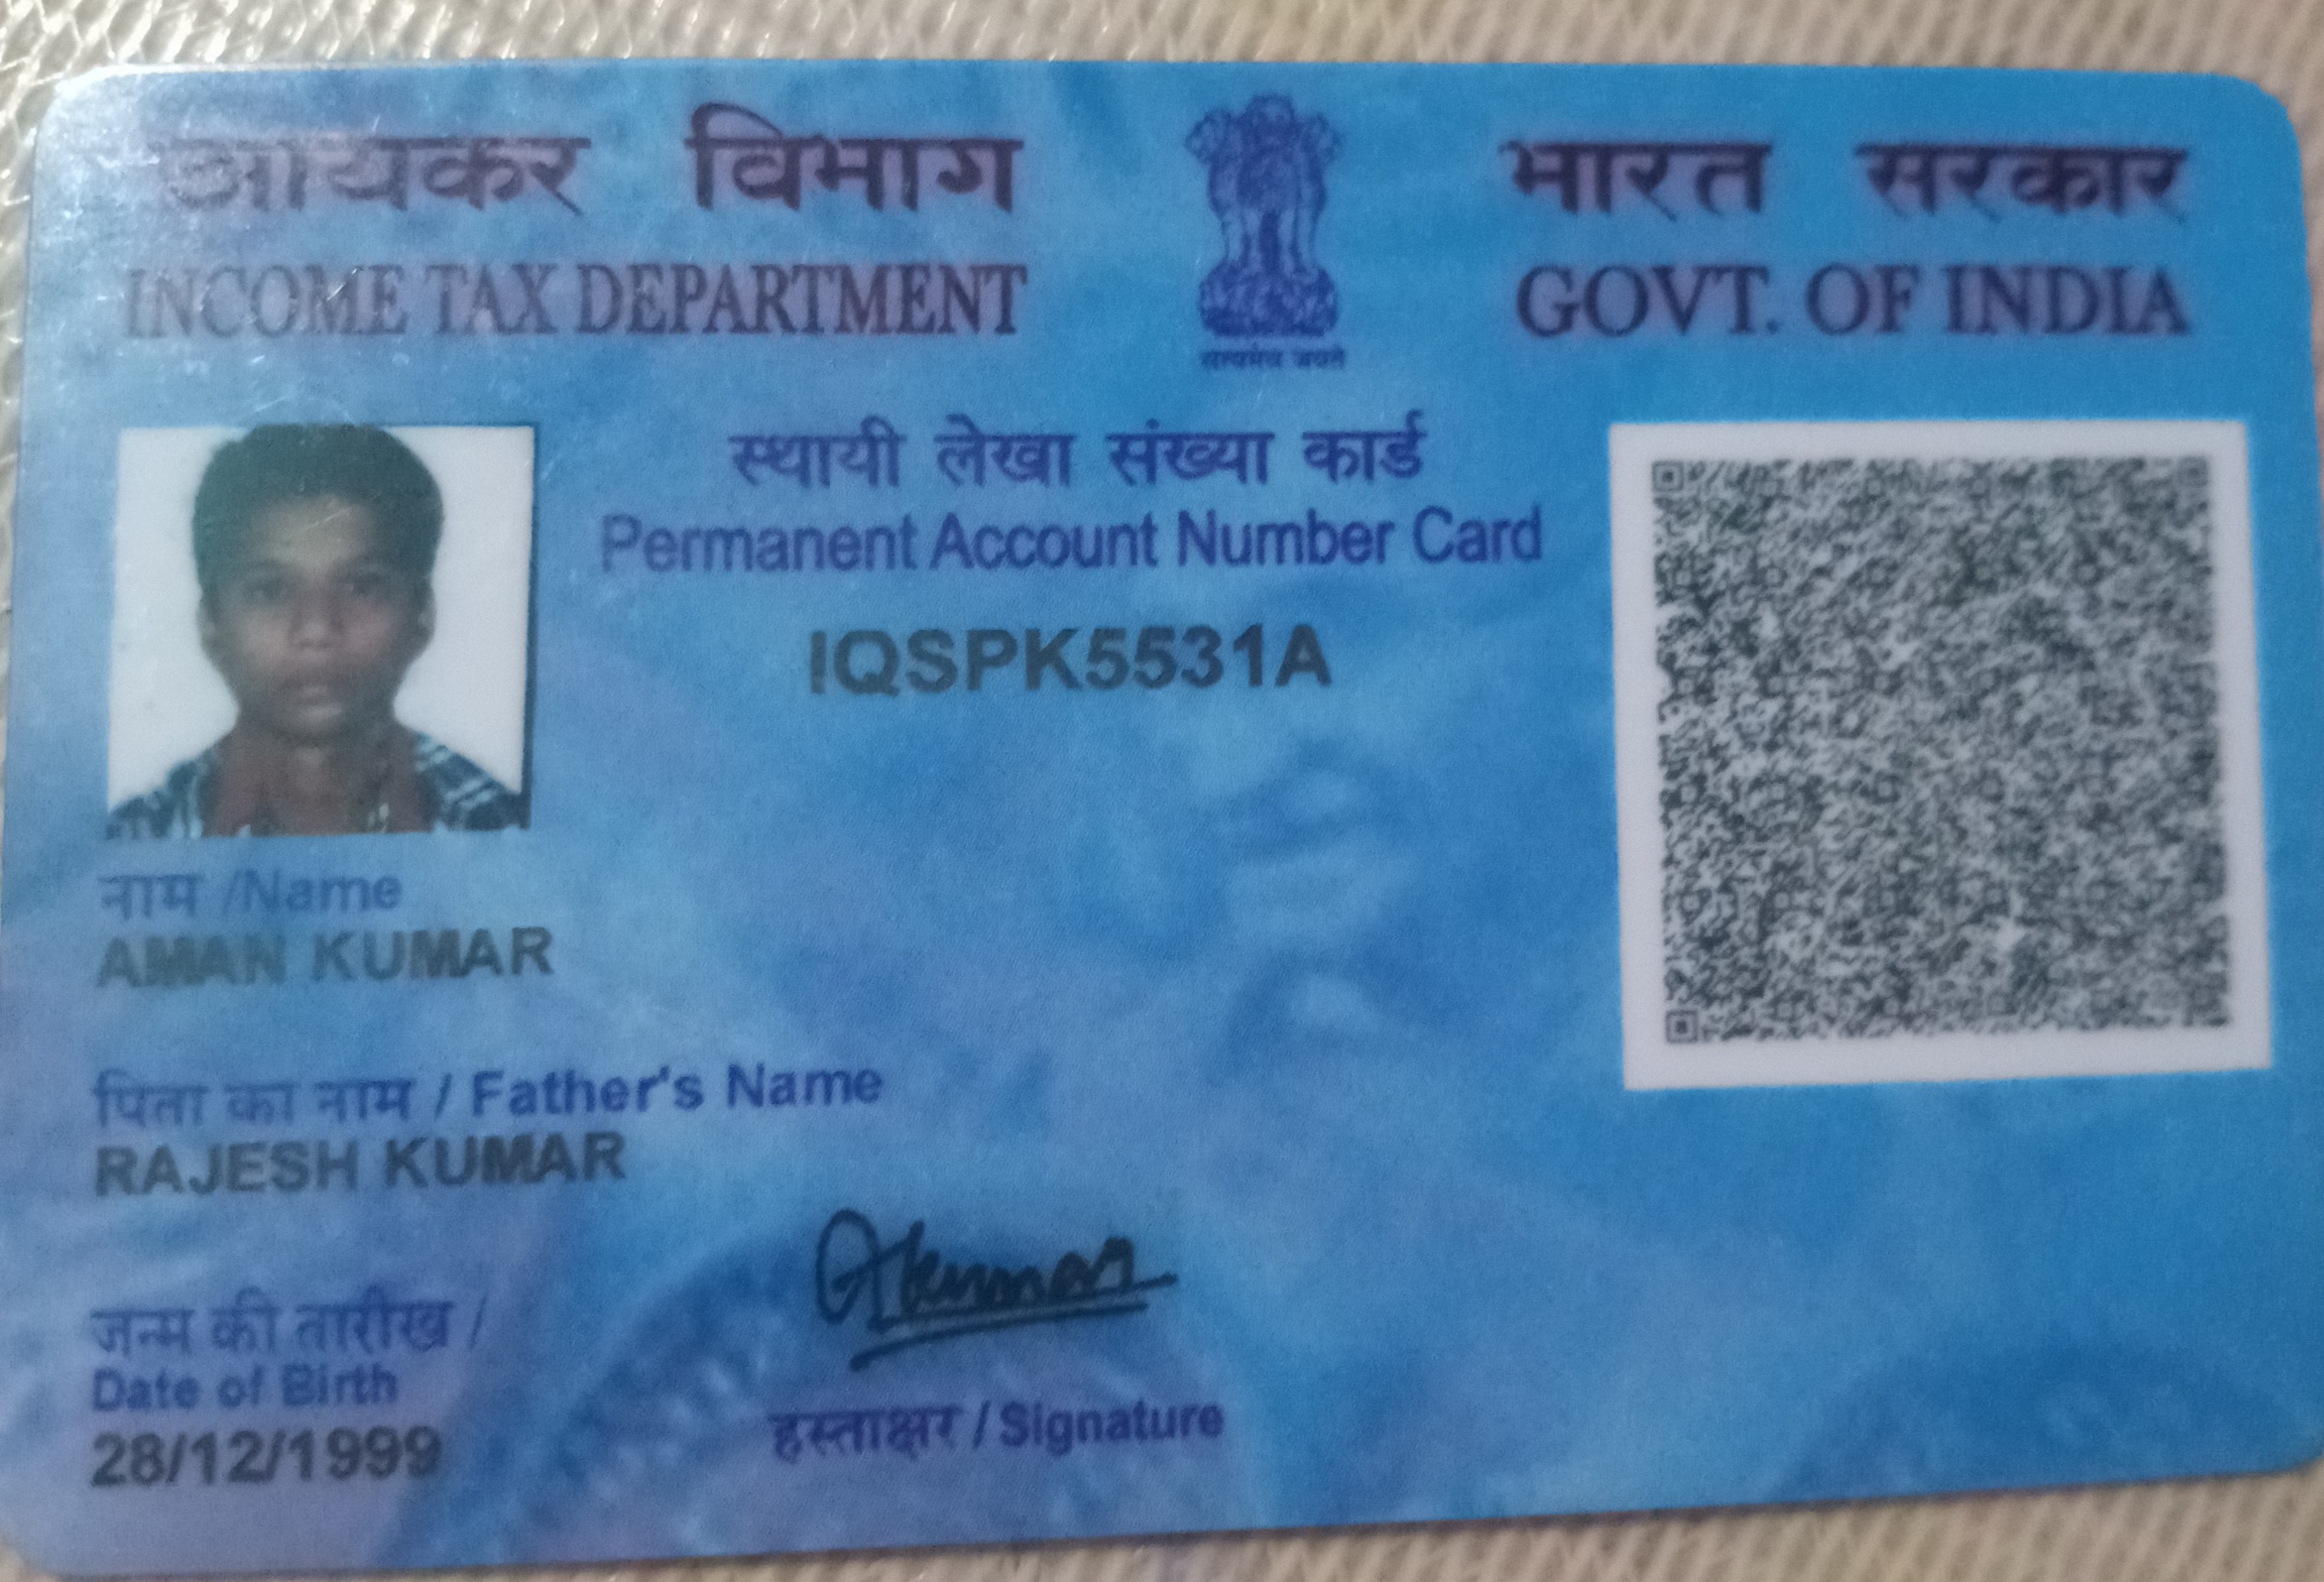 आयकर विभाग
INCOME TAX DEPARTMENT
सत्यमेव जयते
भारत सरकार
GOVT. OF INDIA
स्थायी लेखा संख्या कार्ड
Permanent Account Number Card
IQSPK5531A
नाम /Name
AMAN KUMAR
पिता का नाम / Father's Name
RAJESH KUMAR
जन्म की तारीख /
Date of Birth
28/12/1999
Akumar
हस्ताक्षर / Signature